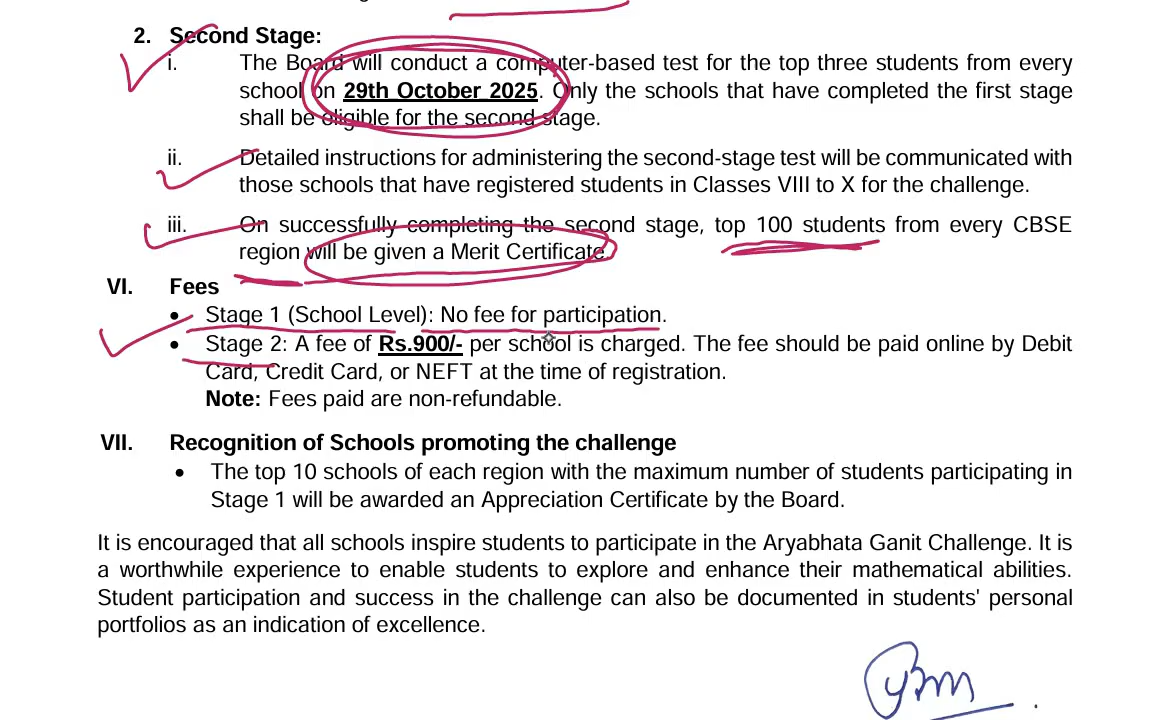 2. Second Stage:
i. The Board will conduct a computer-based test for the top three students from every
school on 29th October 2025. Only the schools that have completed the first stage
shall be eligible for the second stage.
ii. Detailed instructions for administering the second-stage test will be communicated with
those schools that have registered students in Classes VIII to X for the challenge.
iii. On successfully completing the second stage, top 100 students from every CBSE
region will be given a Merit Certificate.
VI. Fees
• Stage 1 (School Level): No fee for participation.
• Stage 2: A fee of Rs.900/- per school is charged. The fee should be paid online by Debit
Card, Credit Card, or NEFT at the time of registration.
Note: Fees paid are non-refundable.
VII. Recognition of Schools promoting the challenge
• The top 10 schools of each region with the maximum number of students participating in
Stage 1 will be awarded an Appreciation Certificate by the Board.
It is encouraged that all schools inspire students to participate in the Aryabhata Ganit Challenge. It is
a worthwhile experience to enable students to explore and enhance their mathematical abilities.
Student participation and success in the challenge can also be documented in students' personal
portfolios as an indication of excellence.